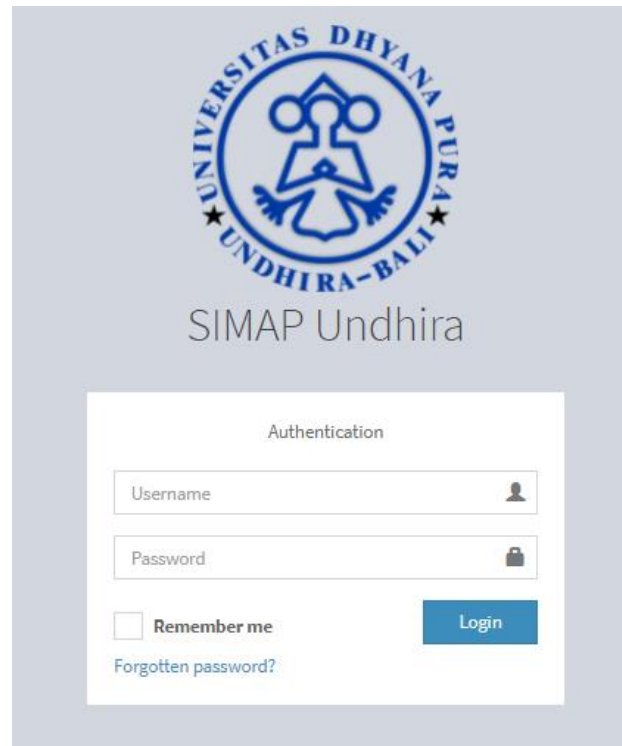 UNIVERSITAS DHYANA PURA
UNDHIRA-BALI
SIMAP Undhira
Authentication
Username
Password
Remember me
Login
Forgotten password?